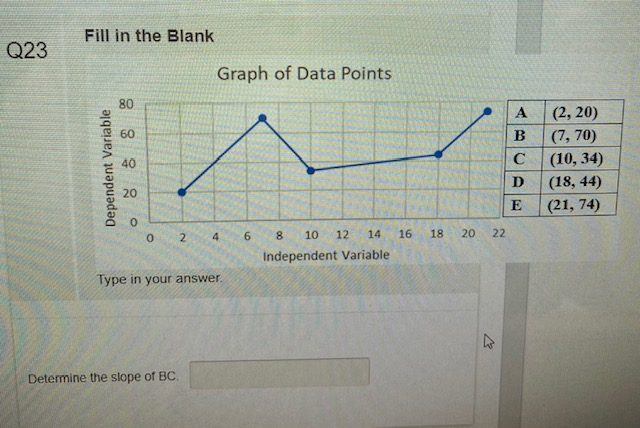 Fill in the Blank
Q23
Graph of Data Points
Dependent Variable
80
60
40
20
0
0 2 4 6 8 10 12 14 16 18 20 22
Independent Variable
A (2, 20)
B (7, 70)
C (10, 34)
D (18, 44)
E (21, 74)
Type in your answer.
Determine the slope of BC.